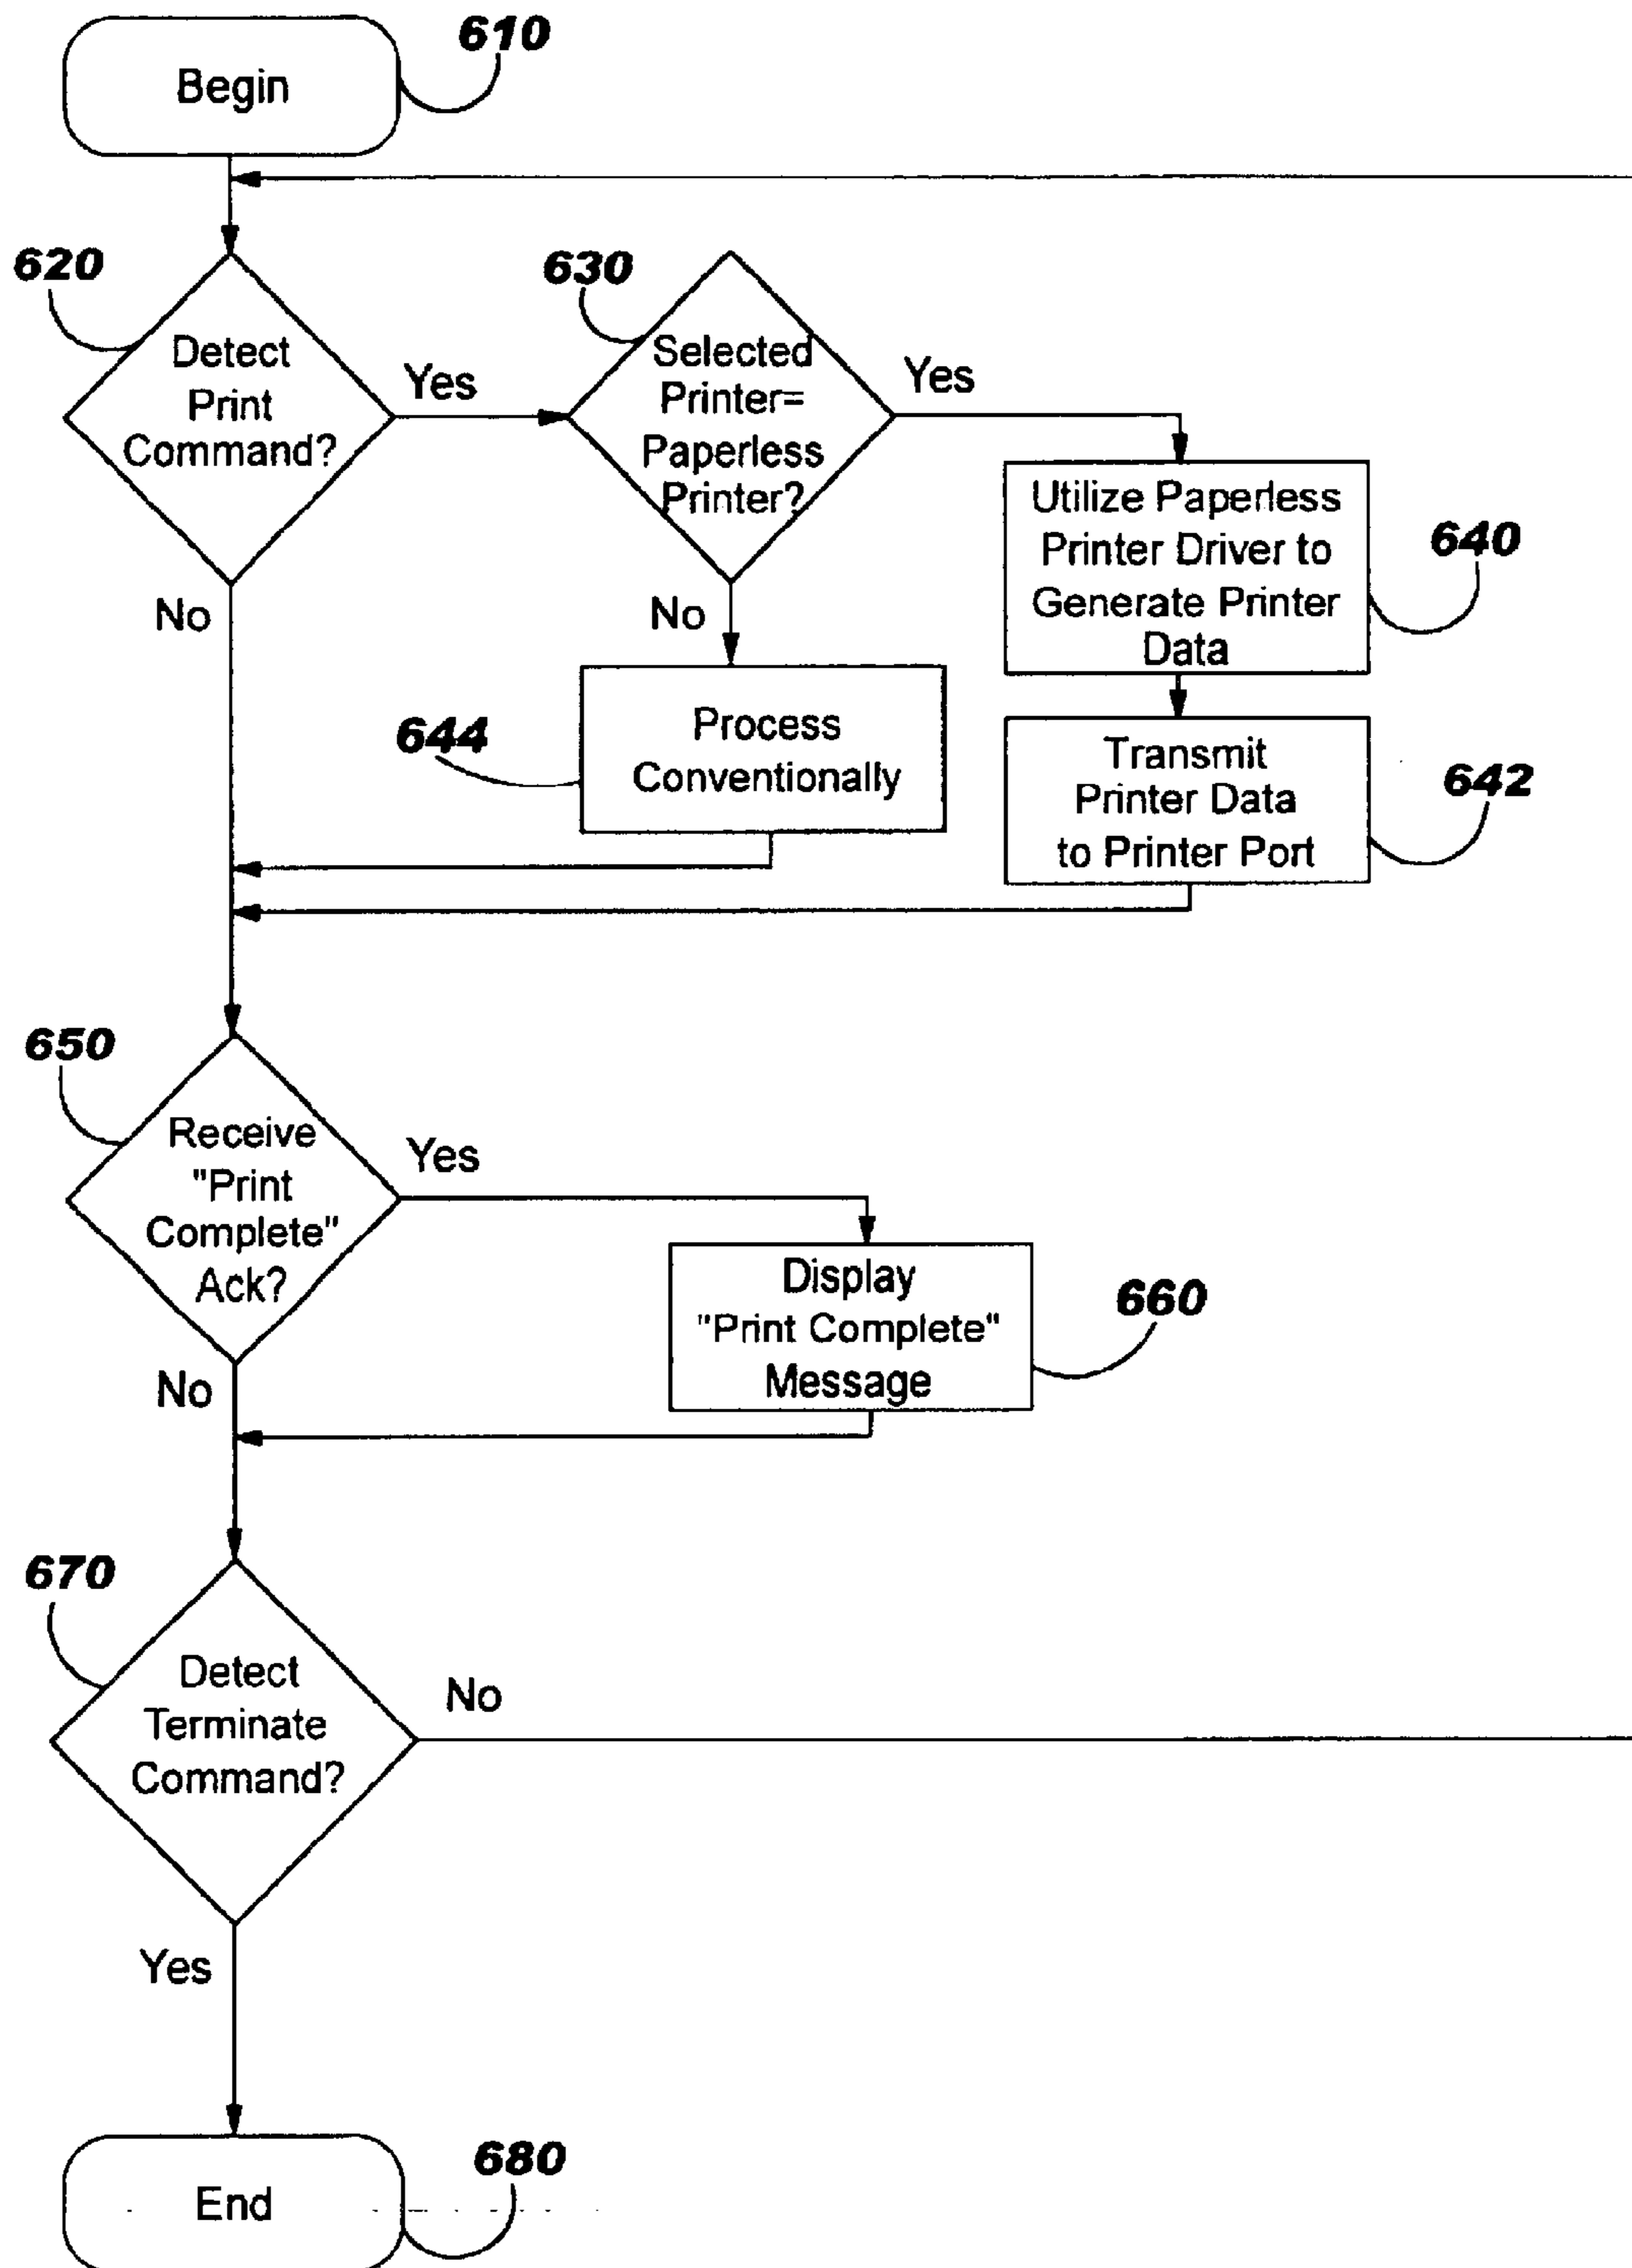 610
Begin
620
Detect
Print
Command?
Yes
No
630
Selected
Printer=
Paperless
Printer?
Yes
No
Utilize Paperless
Printer Driver to
Generate Printer
Data
640
644
Process
Conventionally
Transmit
Printer Data
to Printer Port
642
650
Receive
"Print
Complete"
Ack?
Yes
No
Display
"Print Complete"
Message
660
670
Detect
Terminate
Command?
No
Yes
End
680